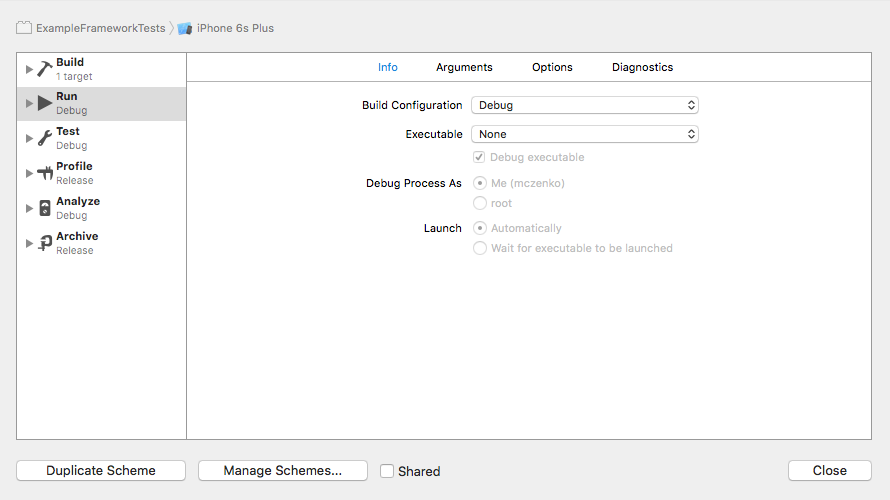 ExampleFrameworkTests iPhone 6s Plus
Build
1 target
Run
Debug
Test
Debug
Profile
Release
Analyze
Debug
Archive
Release
Info Arguments Options Diagnostics
Build Configuration Debug
Executable None
Debug executable
Debug Process As Me (mczenko)
root
Launch Automatically
Wait for executable to be launched
Duplicate Scheme Manage Schemes... Shared Close